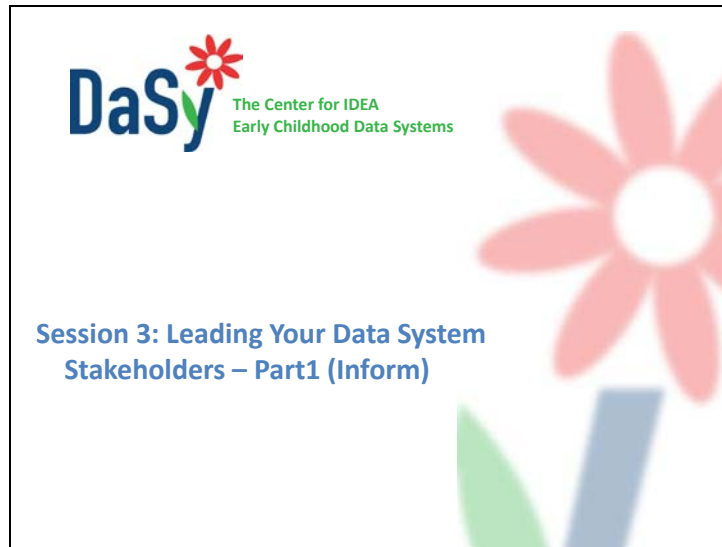 DaSy
The Center for IDEA
Early Childhood Data Systems
Session 3: Leading Your Data System
Stakeholders – Part1 (Inform)